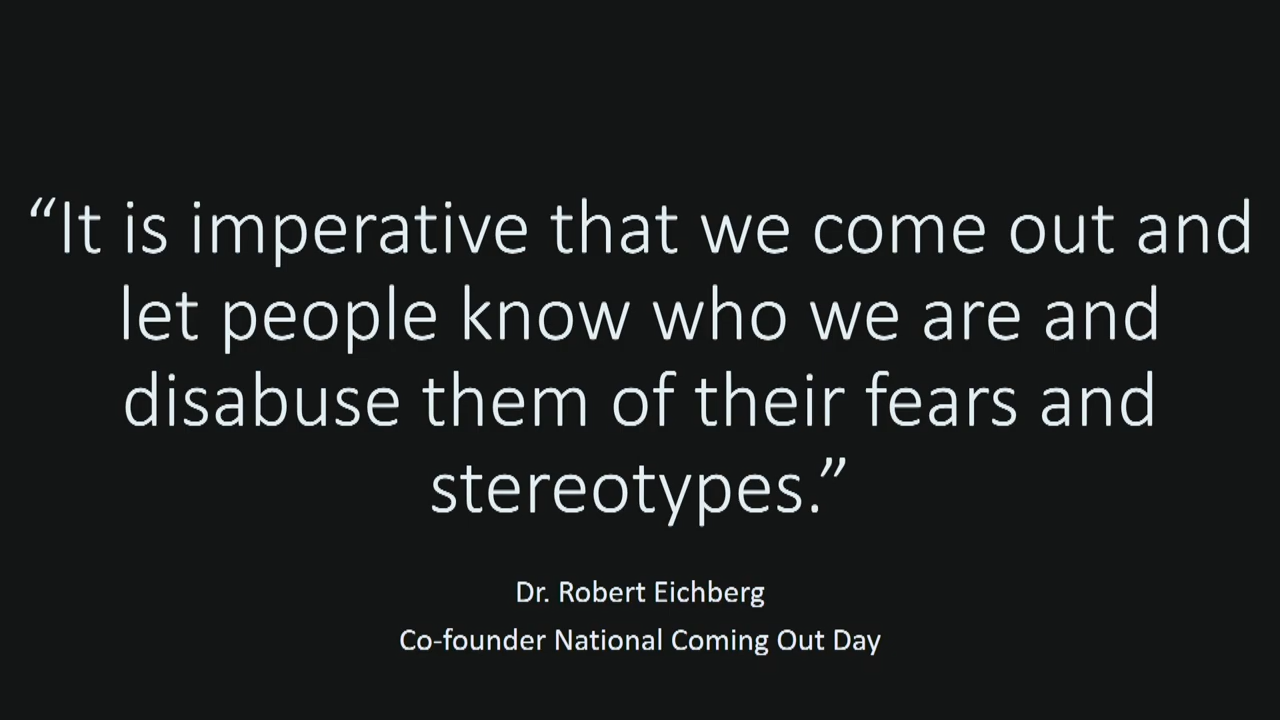 “It is imperative that we come out and
let people know who we are and
disabuse them of their fears and
stereotypes.”
Dr. Robert Eichberg
Co-founder National Coming Out Day